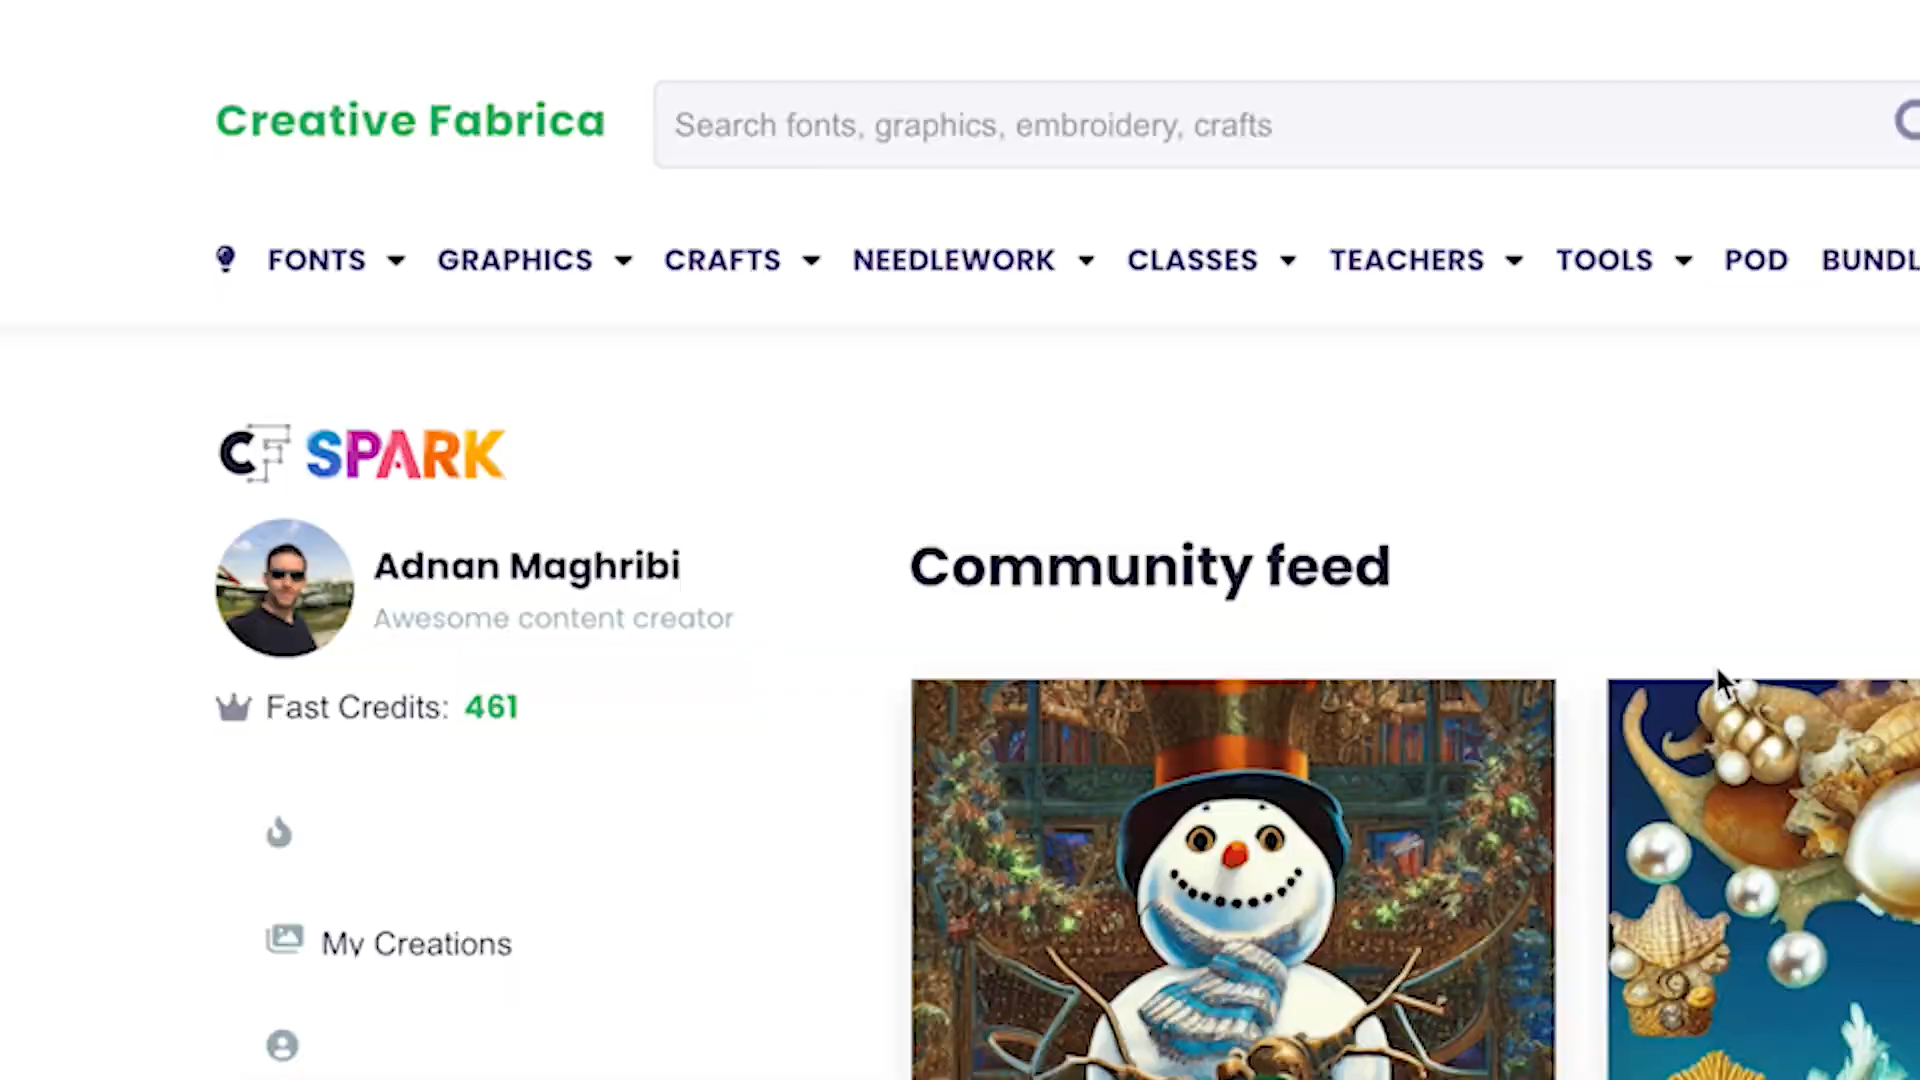 Creative Fabrica
Search fonts, graphics, embroidery, crafts
FONTS GRAPHICS CRAFTS NEEDLEWORK CLASSES TEACHERS TOOLS POD BUNDL
CF SPARK
Adnan Maghribi
Awesome content creator
Community feed
Fast Credits: 461
My Creations